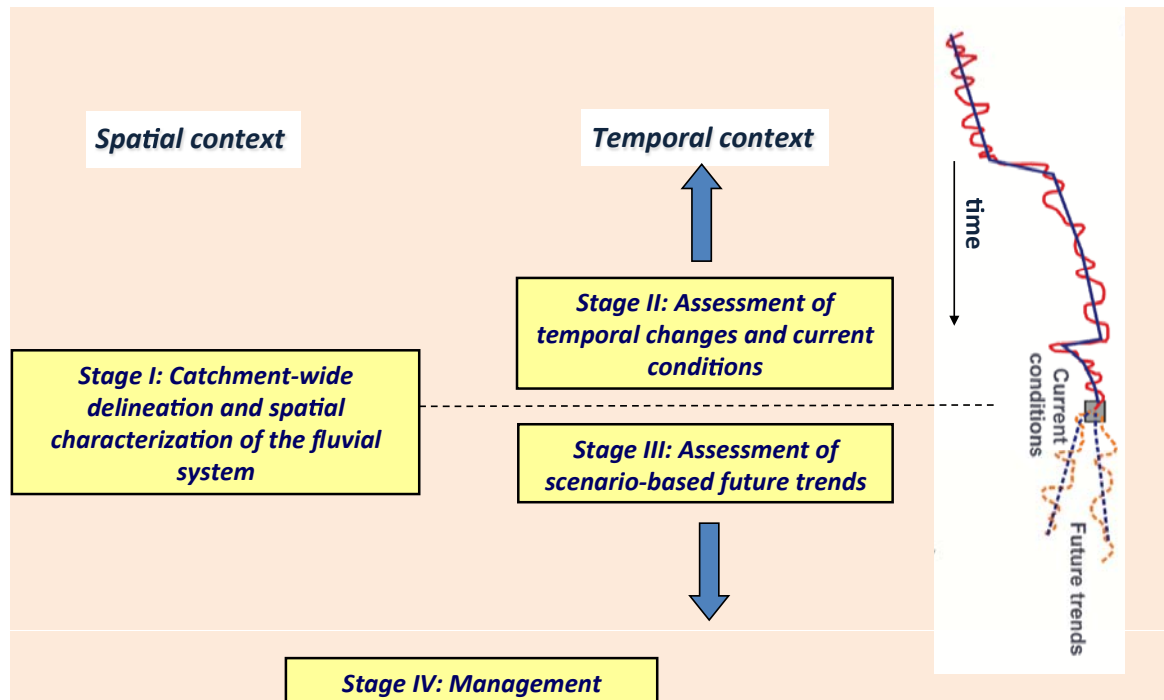 Spatial context
Temporal context
time
Stage II: Assessment of
temporal changes and current
conditions
Stage I: Catchment-wide
delineation and spatial
characterization of the fluvial
system
Current
conditions
Stage III: Assessment of
scenario-based future trends
Future trends
Stage IV: Management